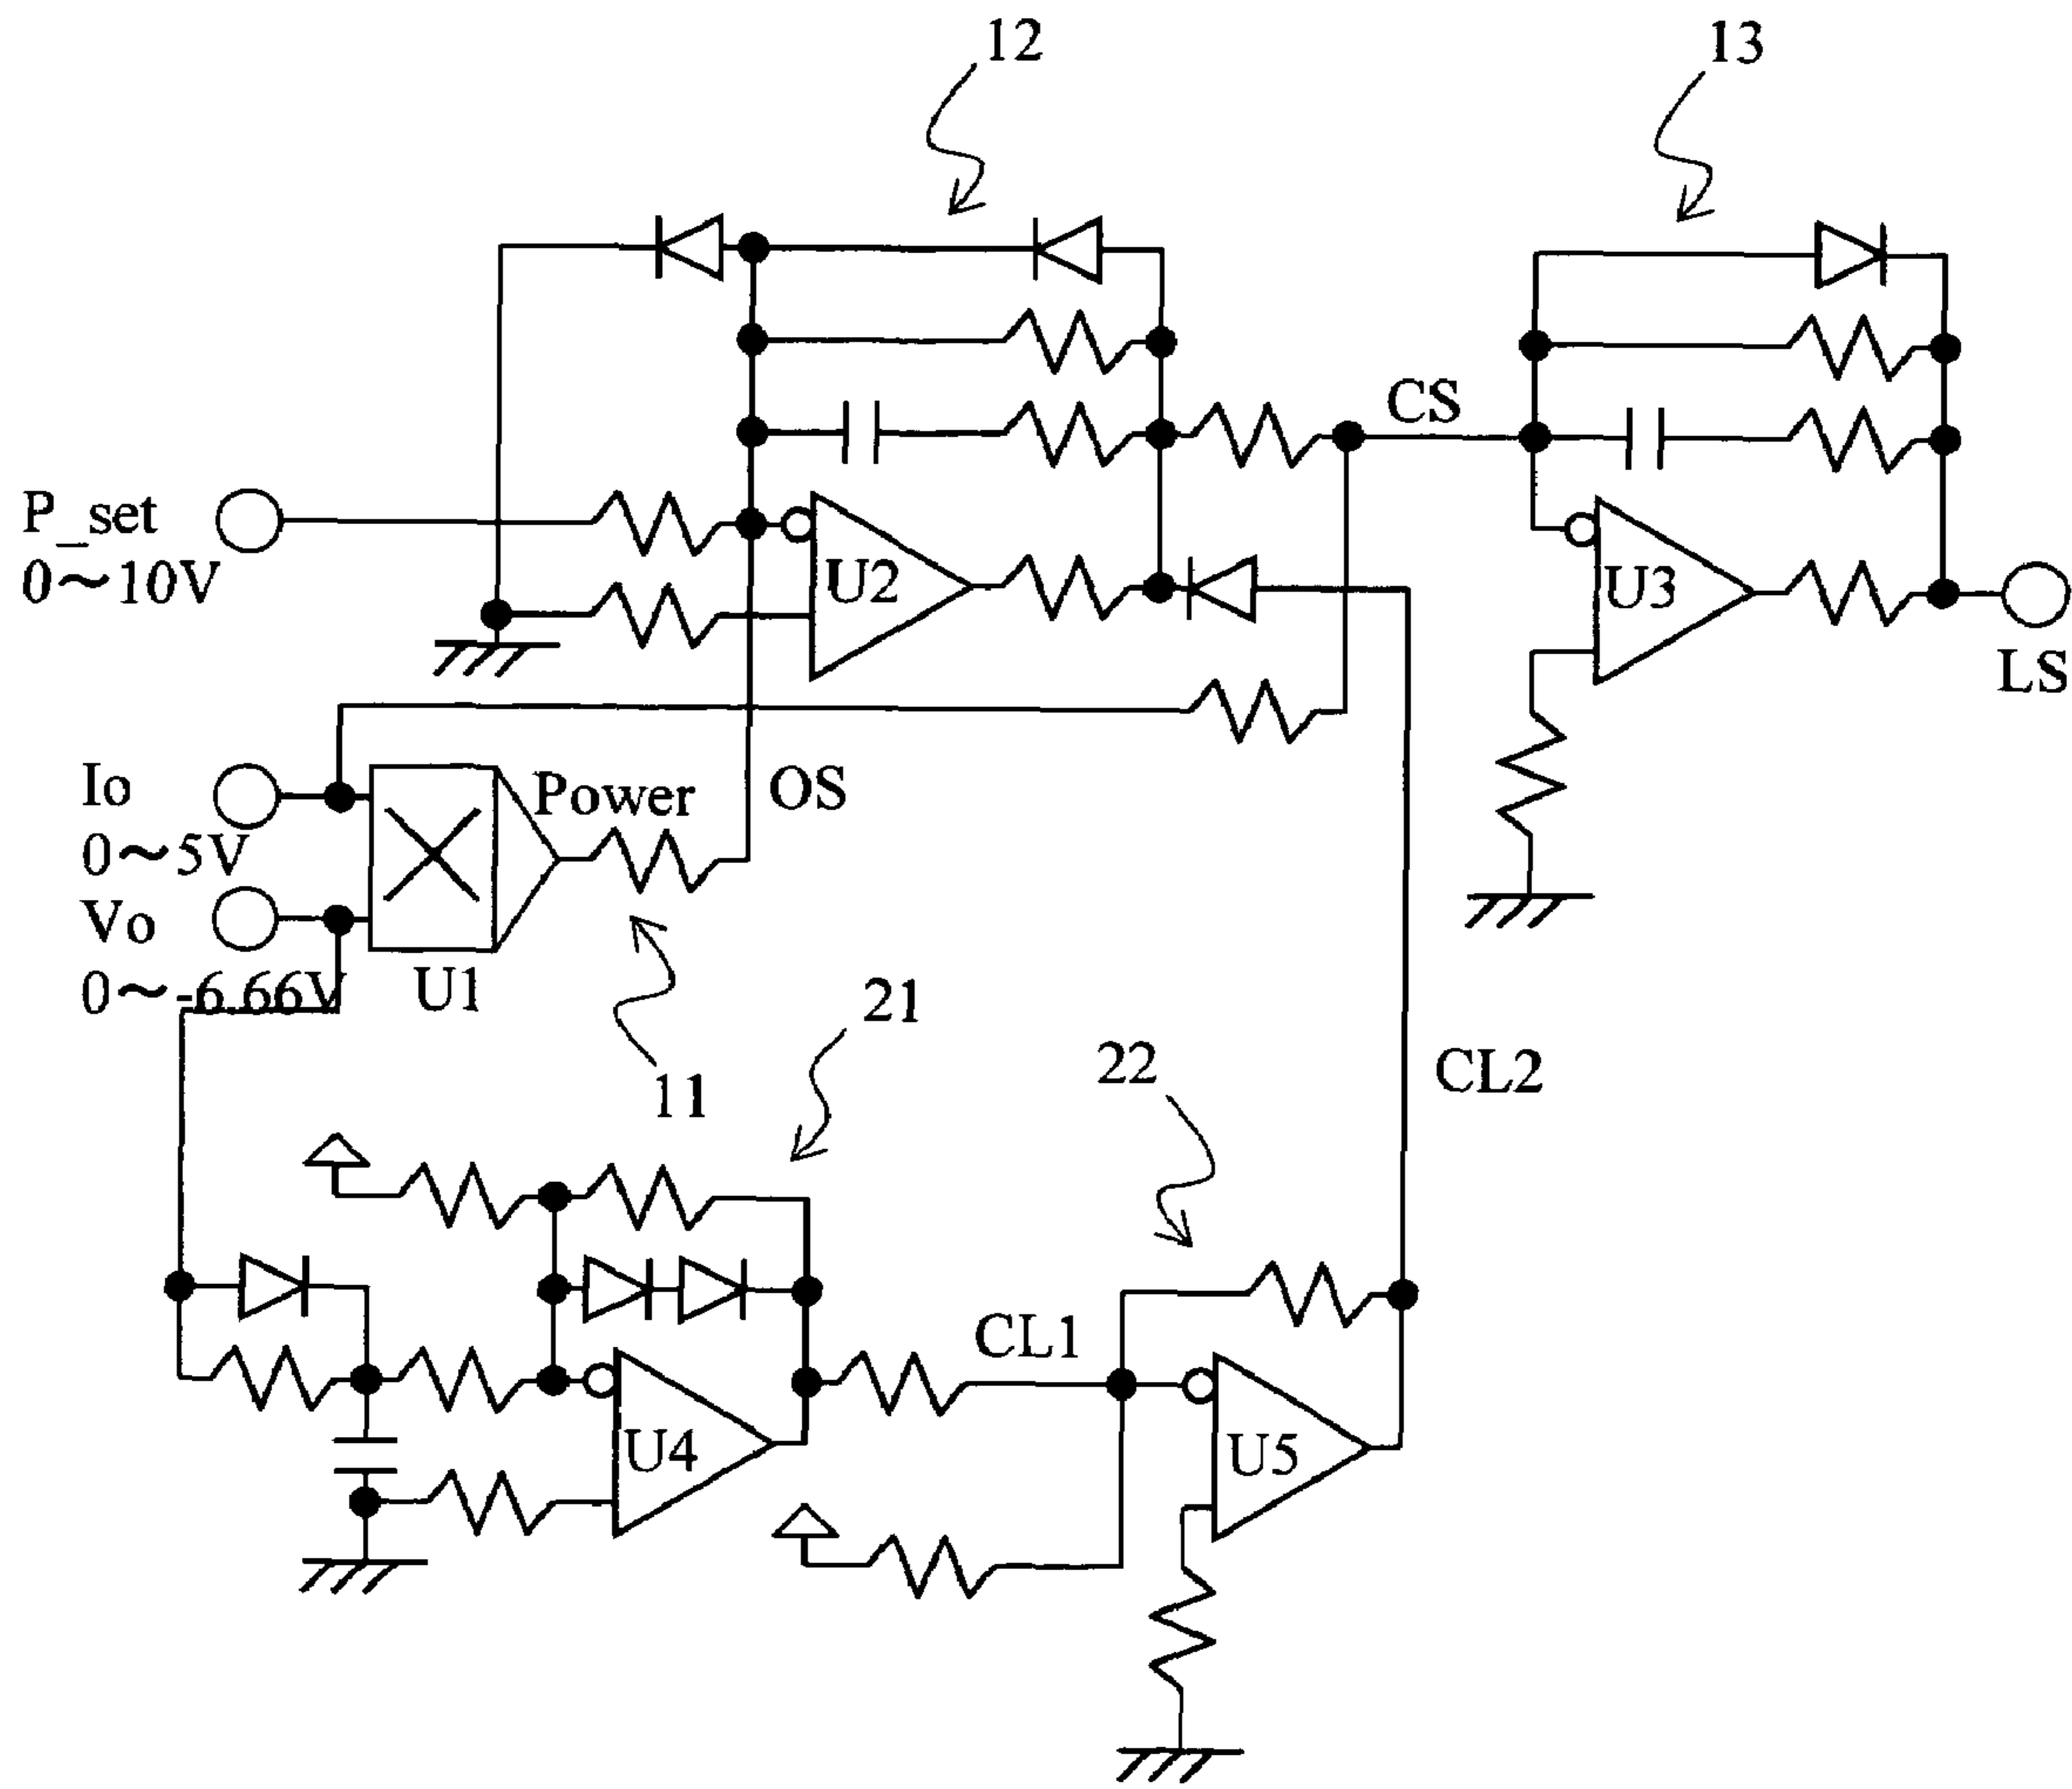 12
13
CS
P_set
0～10V
U2
U3
LS
Io
0～5V
Power
OS
Vo
0～-6.66V
U1
11
21
22
CL2
CL1
U4
U5